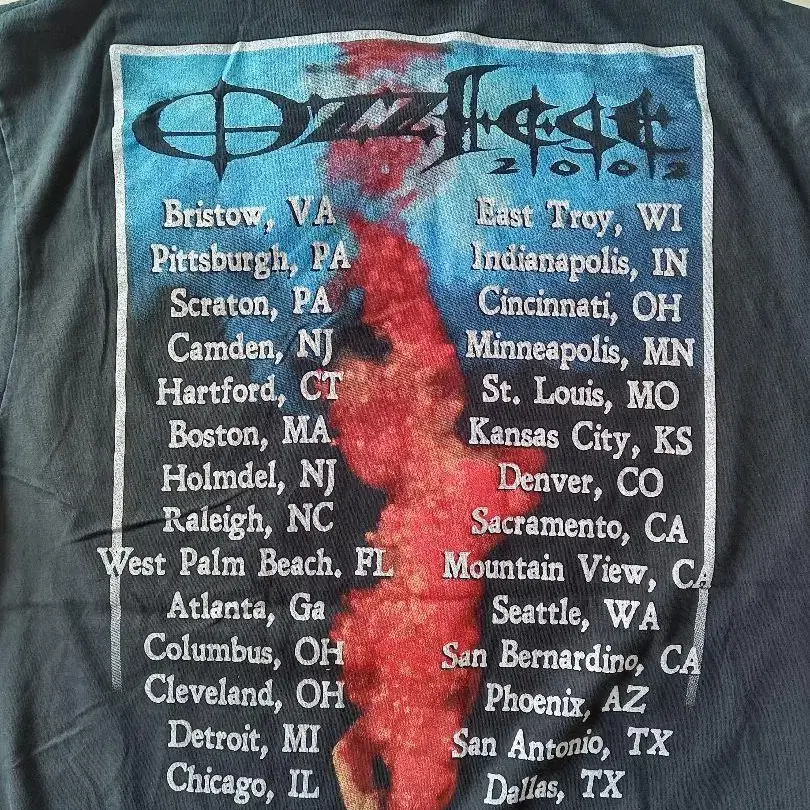 Ozzfest
2002
Bristow, VA
Pittsburgh, PA
Scraton, PA
Camden, NJ
Hartford, CT
Boston, MA
Holmdel, NJ
Raleigh, NC
West Palm Beach. FL
Atlanta, Ga
Columbus, OH
Cleveland, OH
Detroit, MI
Chicago, IL
East Troy, WI
Indianapolis, IN
Cincinnati, OH
Minneapolis, MN
St. Louis, MO
Kansas City, KS
Denver, CO
Sacramento, CA
Mountain View, CA
Seattle, WA
San Bernardino, CA
Phoenix, AZ
San Antonio, TX
Dallas, TX